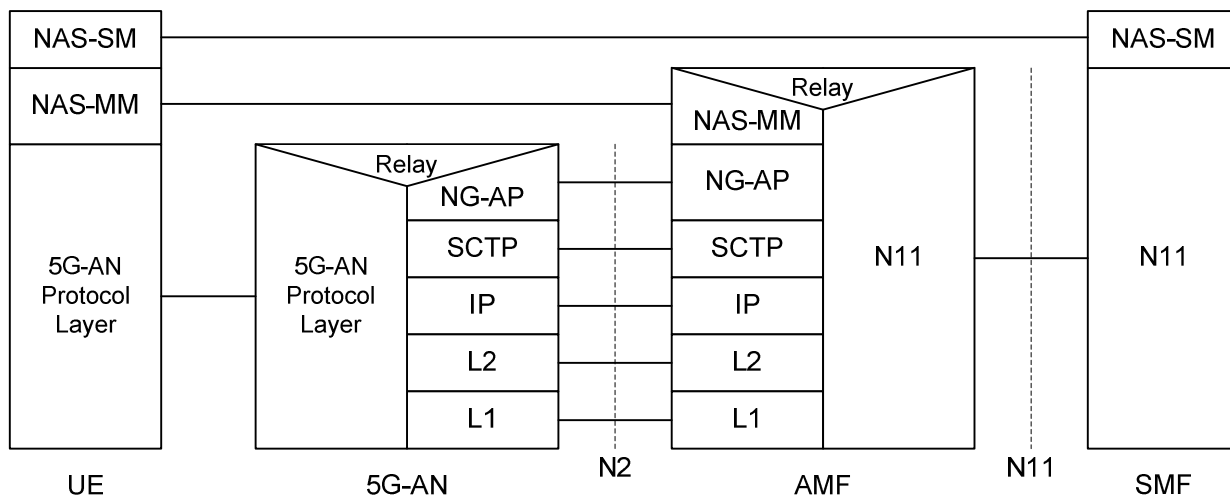 NAS-SM
NAS-SM
NAS-MM
Relay
NAS-MM
Relay
NG-AP
NG-AP
SCTP
SCTP
N11
N11
5G-AN
Protocol
Layer
5G-AN
Protocol
Layer
IP
IP
L2
L2
L1
L1
N2
N11
UE
5G-AN
AMF
SMF